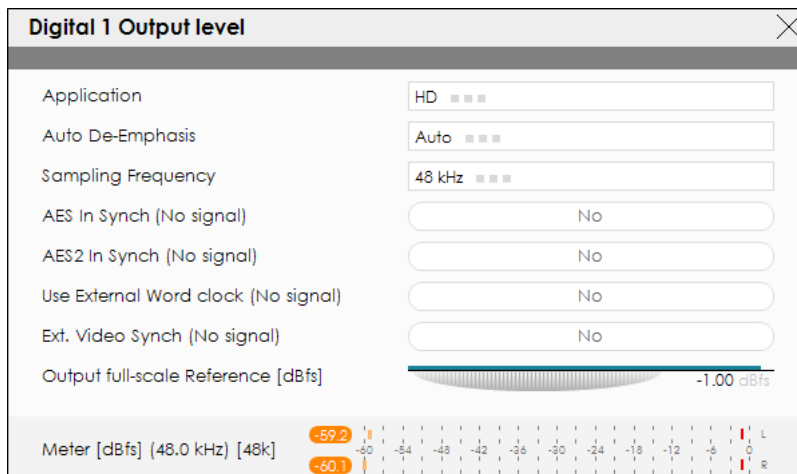 Digital 1 Output level
Application HD
Auto De-Emphasis Auto
Sampling Frequency 48 kHz
AES In Synch (No signal) No
AES2 In Synch (No signal) No
Use External Word clock (No signal) No
Ext. Video Synch (No signal) No
Output full-scale Reference [dBfs] -1.00 dBfs
-59.2 L
Meter [dBfs] (48.0 kHz) [48k] -60 -54 -48 -42 -36 -30 -24 -18 -12 -6 0
-60.1 R